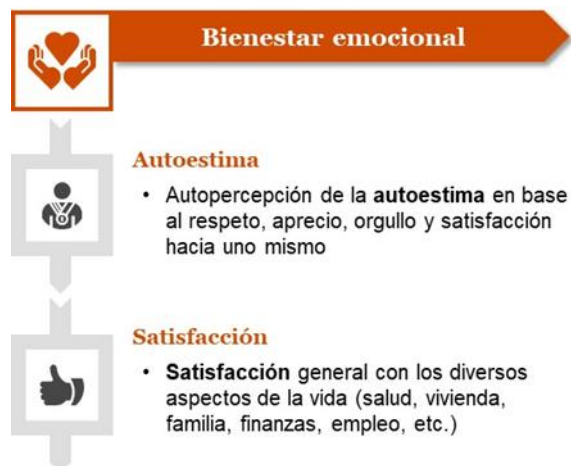 Bienestar emocional
Autoestima
• Autopercepción de la autoestima en base
al respeto, aprecio, orgullo y satisfacción
hacia uno mismo
Satisfacción
• Satisfacción general con los diversos
aspectos de la vida (salud, vivienda,
familia, finanzas, empleo, etc.)